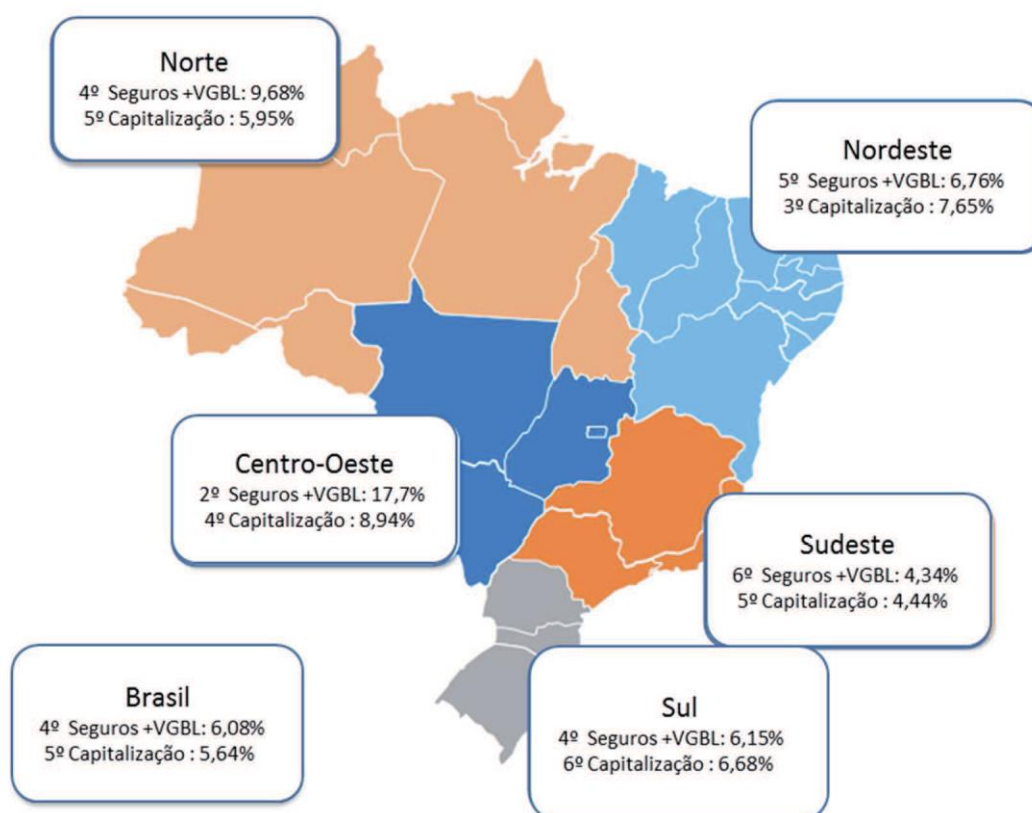 Norte
4º Seguros +VGBL: 9,68%
5º Capitalização : 5,95%
Nordeste
5º Seguros +VGBL: 6,76%
3º Capitalização : 7,65%
Centro-Oeste
2º Seguros +VGBL: 17,7%
4º Capitalização : 8,94%
Sudeste
6º Seguros +VGBL: 4,34%
5º Capitalização : 4,44%
Brasil
4º Seguros +VGBL: 6,08%
5º Capitalização : 5,64%
Sul
4º Seguros +VGBL: 6,15%
6º Capitalização : 6,68%